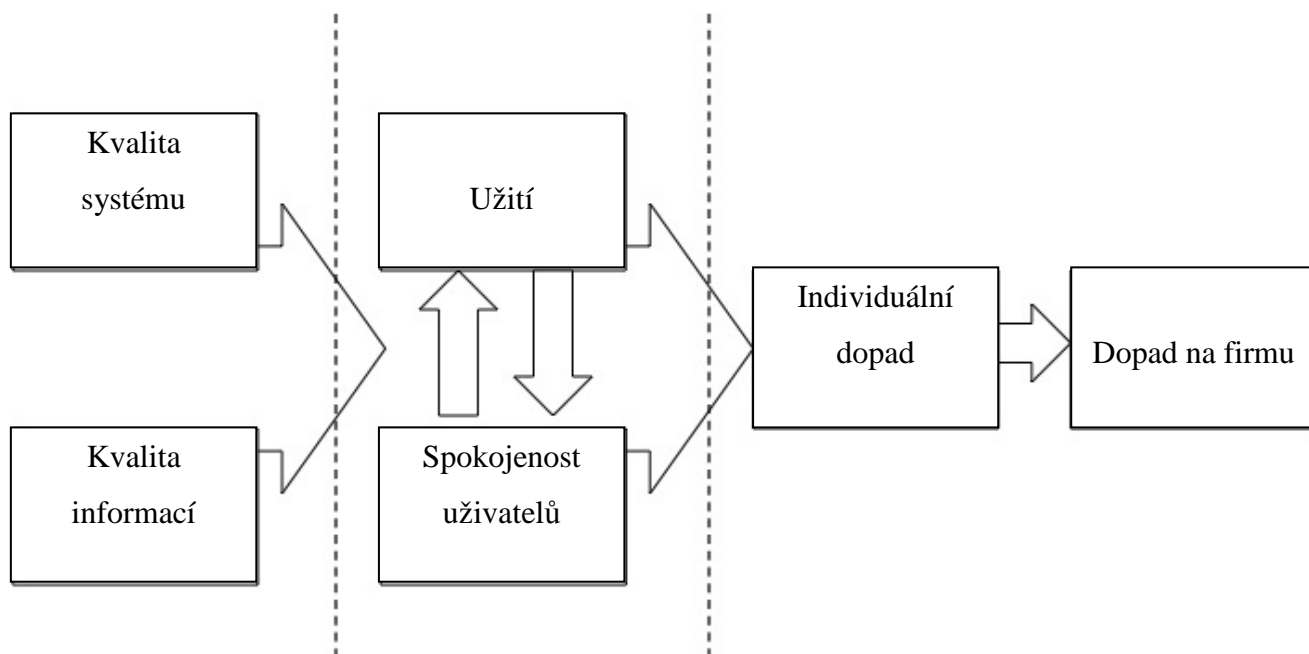 Kvalita
systému
Užití
Individuální
dopad
Dopad na firmu
Kvalita
informací
Spokojenost
uživatelů